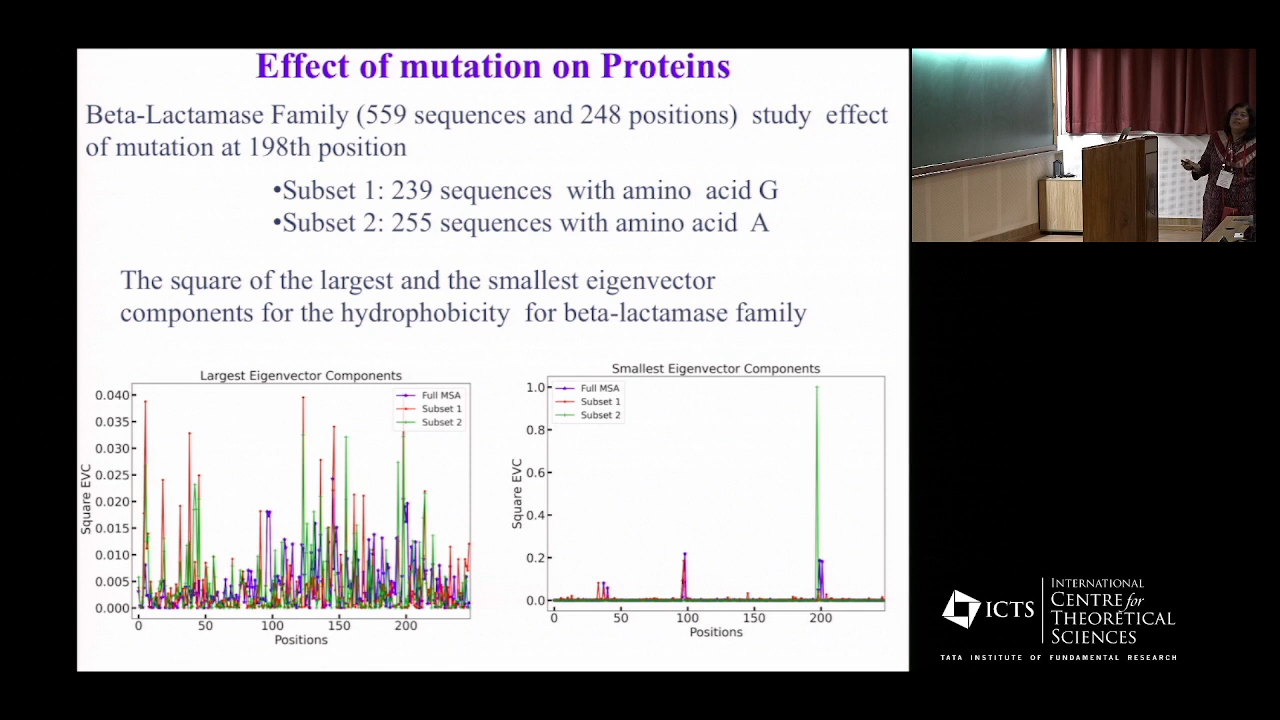 Effect of mutation on Proteins
Beta-Lactamase Family (559 sequences and 248 positions) study effect
of mutation at 198th position
•Subset 1: 239 sequences with amino acid G
•Subset 2: 255 sequences with amino acid A
The square of the largest and the smallest eigenvector
components for the hydrophobicity for beta-lactamase family
Largest Eigenvector Components
Full MSA
Subset 1
Subset 2
Square EVC
0.040
0.035
0.030
0.025
0.020
0.015
0.010
0.005
0.000
0 50 100 150 200
Positions
Smallest Eigenvector Components
Full MSA
Subset 1
Subset 2
Square EVC
1.0
0.8
0.6
0.4
0.2
0.0
0 50 100 150 200
Positions
ICTS
INTERNATIONAL
CENTRE for
THEORETICAL
SCIENCES
TATA INSTITUTE OF FUNDAMENTAL RESEARCH